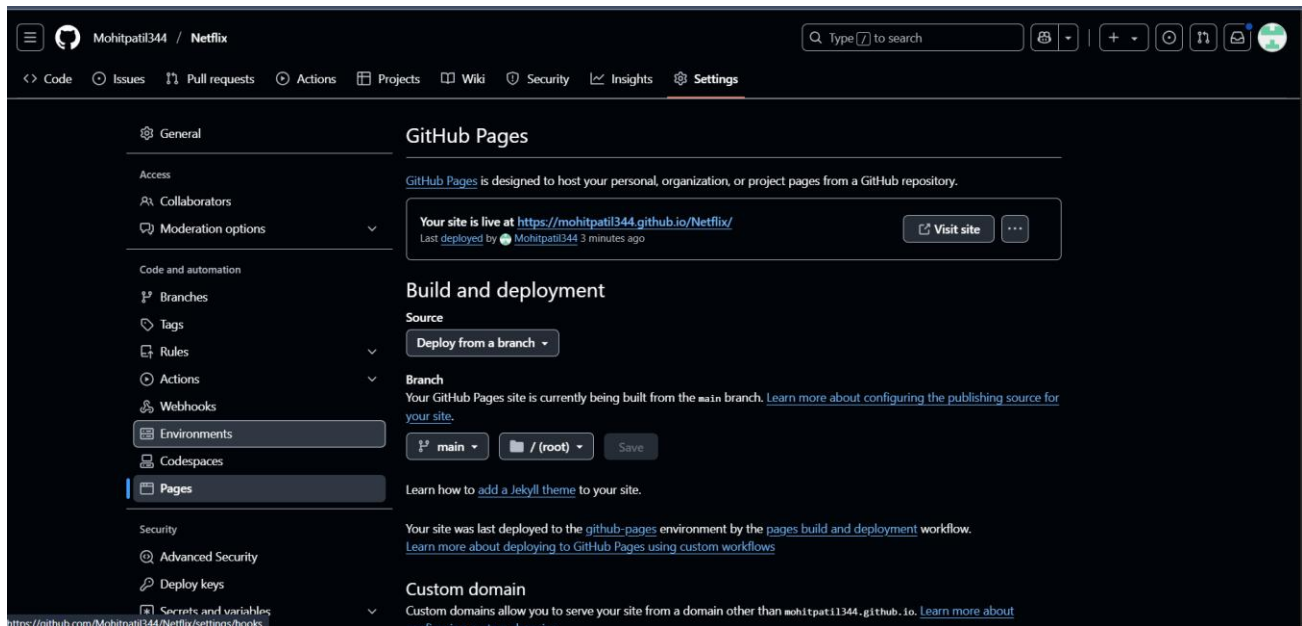 Mohitpatil344 / Netflix
Type / to search
<> Code Issues Pull requests Actions Projects Wiki Security Insights Settings
General
Access
Collaborators
Moderation options
Code and automation
Branches
Tags
Rules
Actions
Webhooks
Environments
Codespaces
Pages
Security
Advanced Security
Deploy keys
Secrets and variables
https://github.com/Mohitpatil344/Netflix/settings/hooks
GitHub Pages
GitHub Pages is designed to host your personal, organization, or project pages from a GitHub repository.
Your site is live at https://mohitpatil344.github.io/Netflix/
Last deployed by Mohitpatil344 3 minutes ago
Visit site
Build and deployment
Source
Deploy from a branch
Branch
Your GitHub Pages site is currently being built from the main branch. Learn more about configuring the publishing source for
your site.
main / (root) Save
Learn how to add a Jekyll theme to your site.
Your site was last deployed to the github-pages environment by the pages build and deployment workflow.
Learn more about deploying to GitHub Pages using custom workflows
Custom domain
Custom domains allow you to serve your site from a domain other than mohitpatil344.github.io. Learn more about